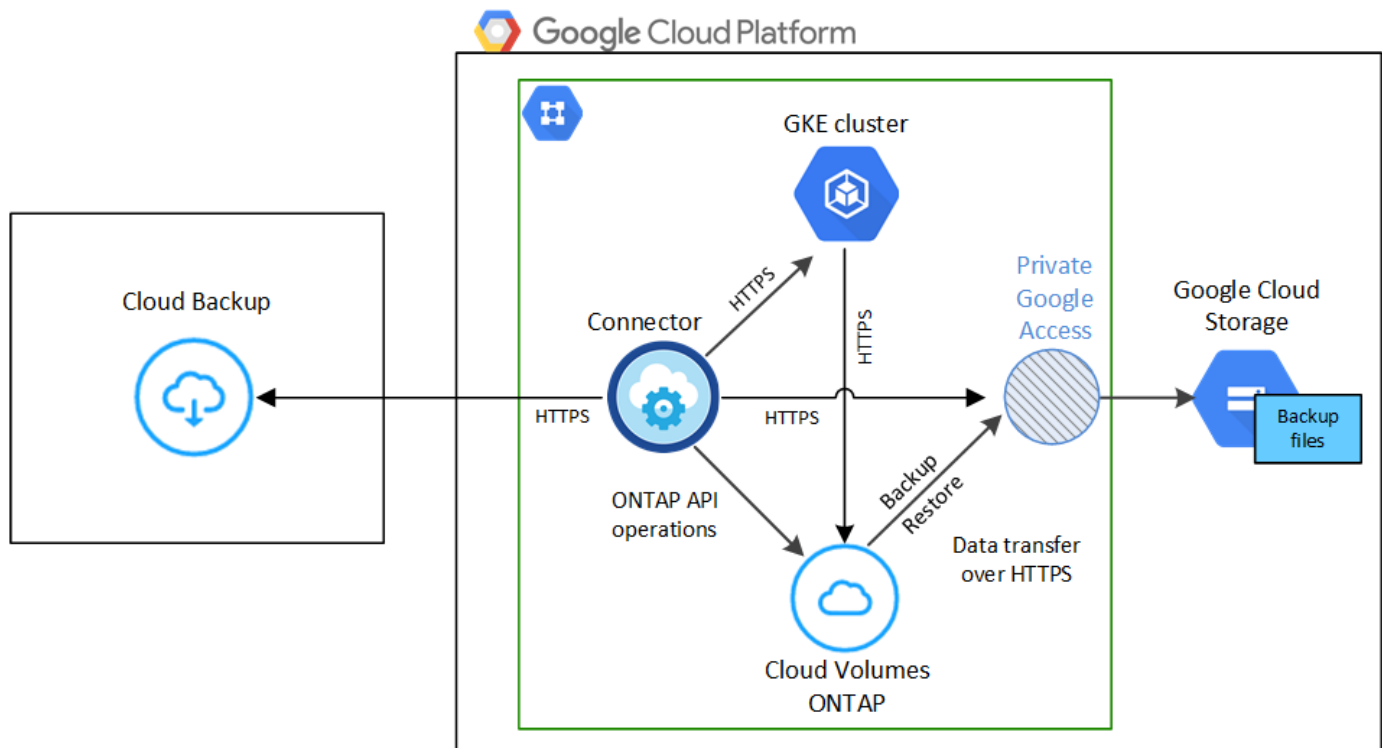 Google Cloud Platform
GKE cluster
Cloud Backup
Connector
HTTPS
HTTPS
Private
Google
Access
Google Cloud
Storage
Backup
files
HTTPS
HTTPS
ONTAP API
operations
Backup
Restore
Data transfer
over HTTPS
Cloud Volumes
ONTAP